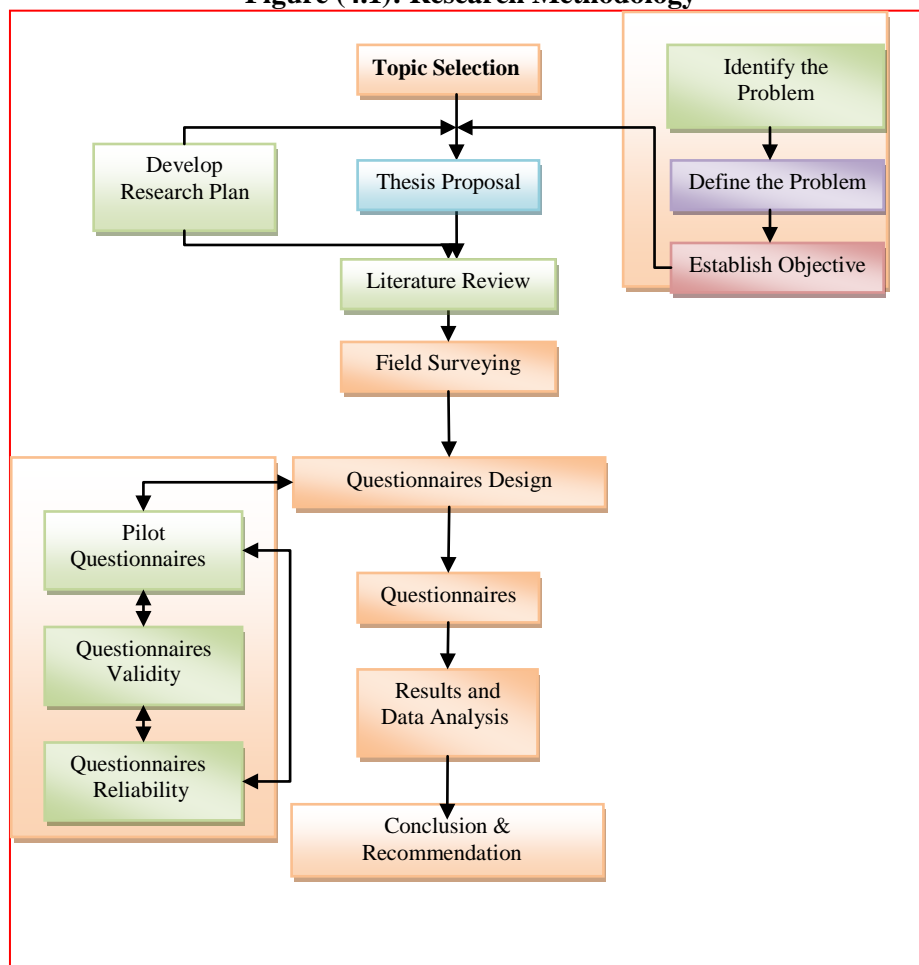 Figure (4.1): Research Methodology
Topic Selection
Identify the
Problem
Develop
Research Plan
Thesis Proposal
Define the Problem
Establish Objective
Literature Review
Field Surveying
Questionnaires Design
Pilot
Questionnaires
Questionnaires
Questionnaires
Validity
Results and
Data Analysis
Questionnaires
Reliability
Conclusion &
Recommendation